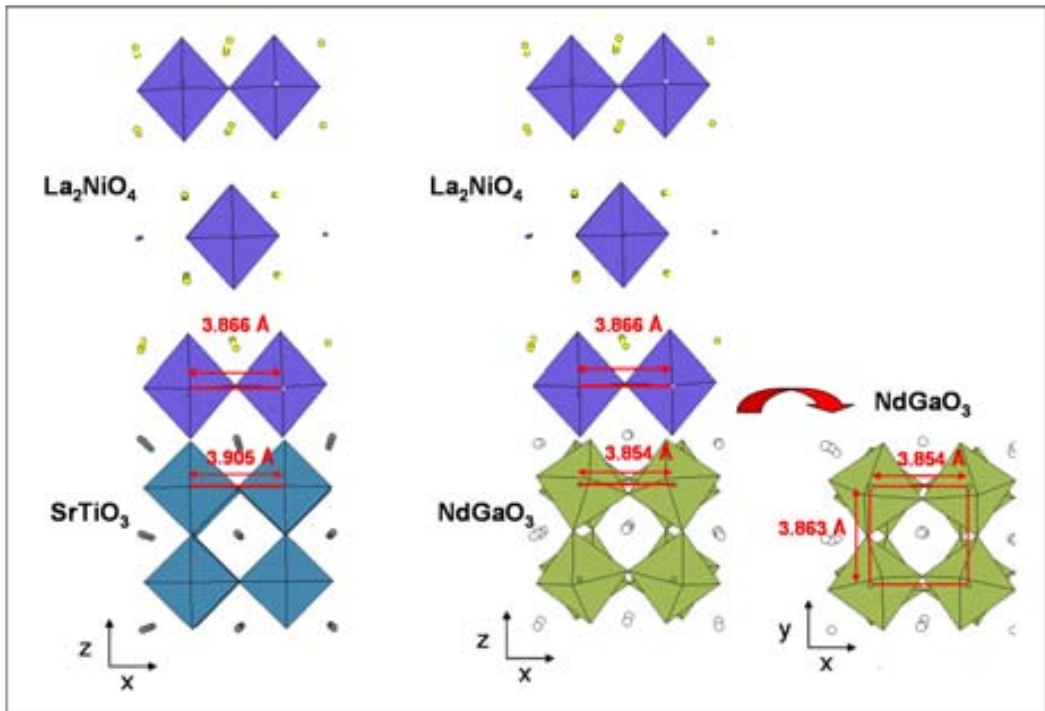 La₂NiO₄
3.866 Å
3.905 Å
SrTiO₃
z
x
La₂NiO₄
3.866 Å
3.854 Å
NdGaO₃
z
x
NdGaO₃
3.854 Å
3.863 Å
y
x